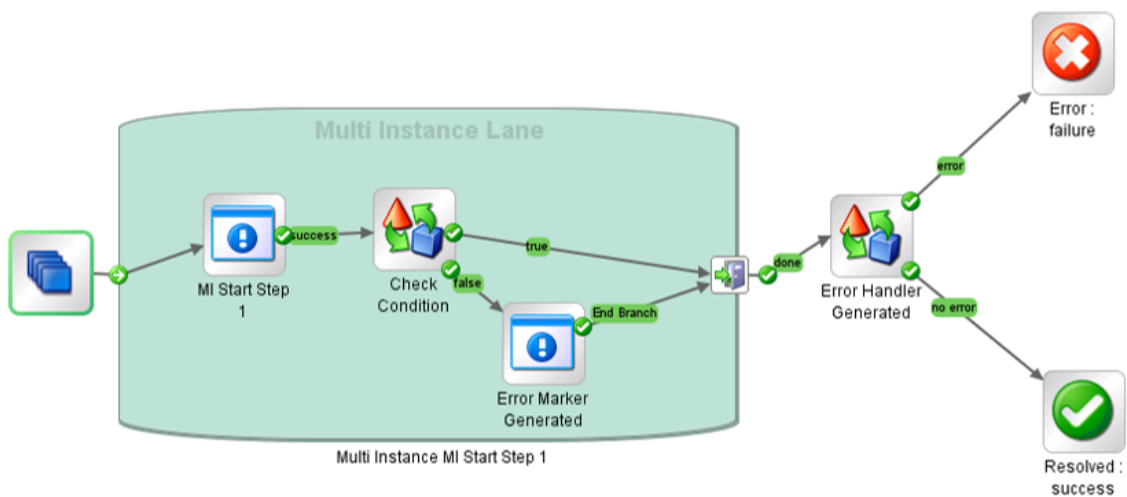 Multi Instance Lane
success
MI Start Step
1
Check
Condition
true
false
End Branch
Error Marker
Generated
done
Error Handler
Generated
error
no error
Error :
failure
Resolved :
success
Multi Instance MI Start Step 1